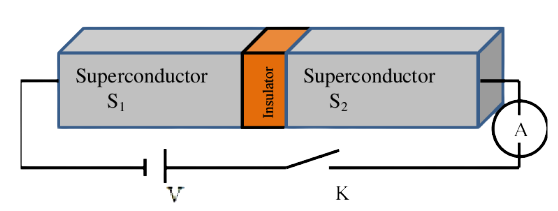 Superconductor
S₁
Insulator
Superconductor
S₂
A
V
K